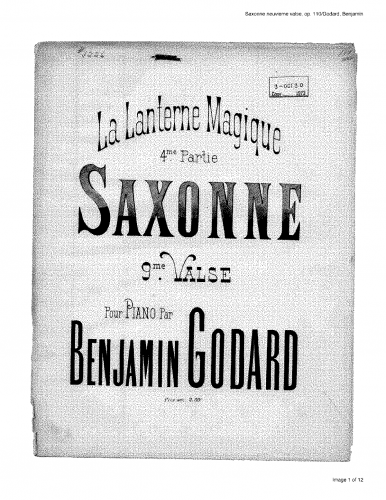 Saxonne neuvieme valse, op. 110/Godard, Benjamin
La Lanterne Magique
4me. Partie
SAXONNE
9me. VALSE
Pour PIANO Par
BENJAMIN GODARD
Image 1 of 12